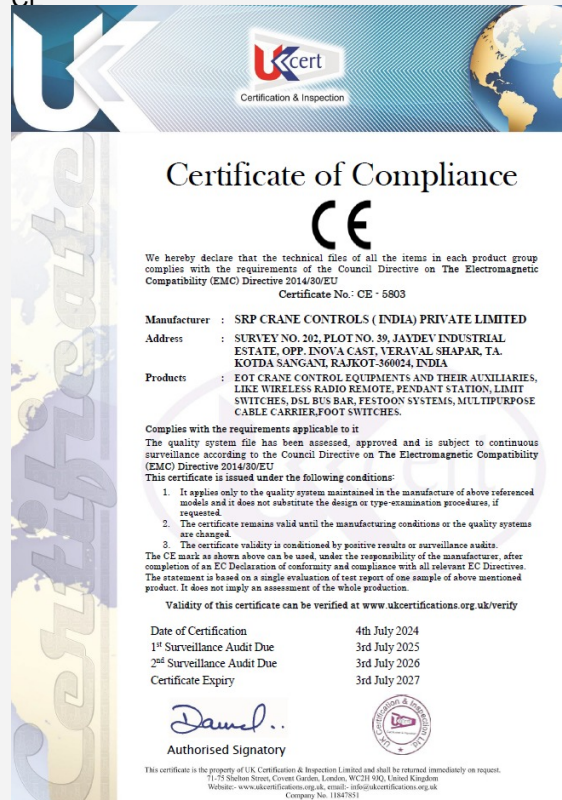 UKcert
Certification & Inspection
Certificate
Certificate of Compliance
CE
We hereby declare that the technical files of all the items in each product group
complies with the requirements of the Council Directive on The Electromagnetic
Compatibility (EMC) Directive 2014/30/EU
Certificate No.: CE - 5803
Manufacturer : SRP CRANE CONTROLS ( INDIA) PRIVATE LIMITED
Address : SURVEY NO. 202, PLOT NO. 39, JAYDEV INDUSTRIAL
ESTATE, OPP. INOVA CAST, VERAVAL SHAPAR, TA.
KOTDA SANGANI, RAJKOT-360024, INDIA
Products : EOT CRANE CONTROL EQUIPMENTS AND THEIR AUXILIARIES,
LIKE WIRELESS RADIO REMOTE, PENDANT STATION, LIMIT
SWITCHES, DSL BUS BAR, FESTOON SYSTEMS, MULTIPURPOSE
CABLE CARRIER,FOOT SWITCHES.
Complies with the requirements applicable to it
The quality system file has been assessed, approved and is subject to continuous
surveillance according to the Council Directive on The Electromagnetic Compatibility
(EMC) Directive 2014/30/EU
This certificate is issued under the following conditions:
1. It applies only to the quality system maintained in the manufacture of above referenced
models and it does not substitute the design or type-examination procedures, if
requested.
2. The certificate remains valid until the manufacturing conditions or the quality systems
are changed.
3. The certificate validity is conditioned by positive results or surveillance audits.
The CE mark as shown above can be used, under the responsibility of the manufacturer, after
completion of an EC Declaration of conformity and compliance with all relevant EC Directives.
The statement is based on a single evaluation of test report of one sample of above mentioned
product. It does not imply an assessment of the whole production.
Validity of this certificate can be verified at www.ukcertifications.org.uk/verify
Date of Certification 4th July 2024
1st Surveillance Audit Due 3rd July 2025
2nd Surveillance Audit Due 3rd July 2026
Certificate Expiry 3rd July 2027
Authorised Signatory
UK Certification & Inspection Ltd
This certificate is the property of UK Certification & Inspection Limited and shall be returned immediately on request.
71-75 Shelton Street, Covent Garden, London, WC2H 9JQ, United Kingdom
Website:- www.ukcertifications.org.uk, email:- info@ukcertifications.org.uk
Company No. 11847851